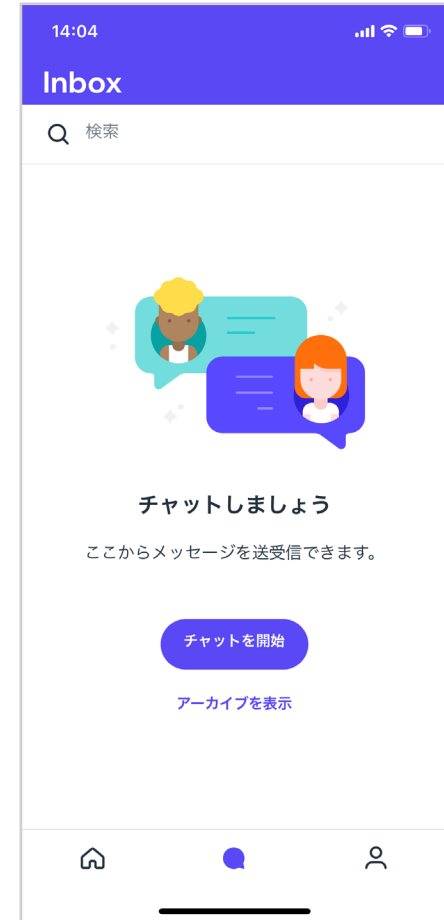 14:04
Inbox
検索
チャットしましょう
ここからメッセージを送受信できます。
チャットを開始
アーカイブを表示